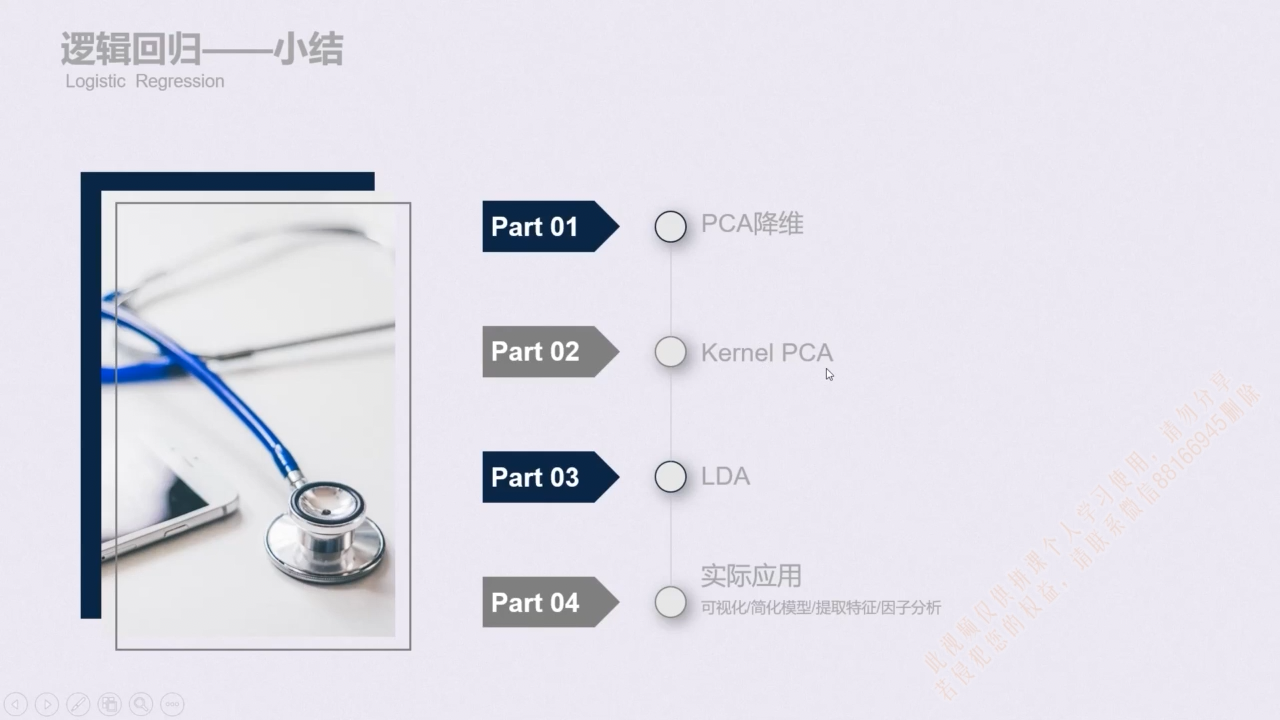 逻辑回归——小结
Logistic Regression
Part 01
PCA降维
Part 02
Kernel PCA
Part 03
LDA
Part 04
实际应用
可视化/简化模型/提取特征/因子分析
此视频仅供拼课个人学习使用，请勿分享
若侵犯您的权益，请联系微信88166945删除